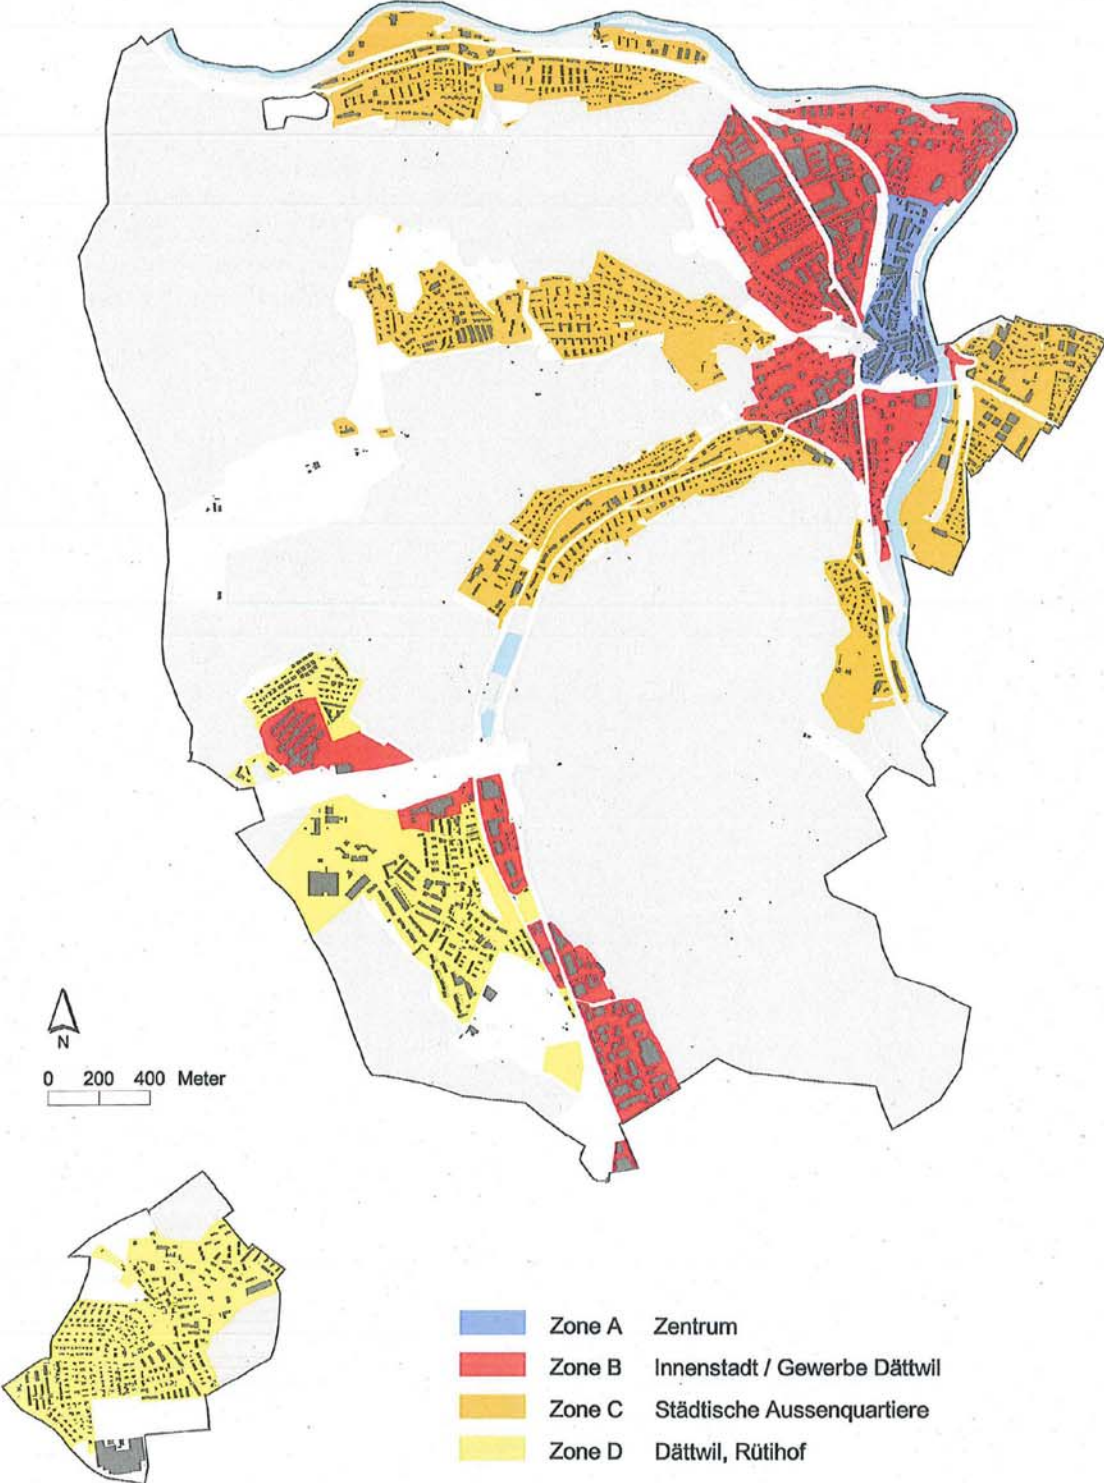 N
0 200 400 Meter
Zone A Zentrum
Zone B Innenstadt / Gewerbe Dättwil
Zone C Städtische Aussenquartiere
Zone D Dättwil, Rütihof